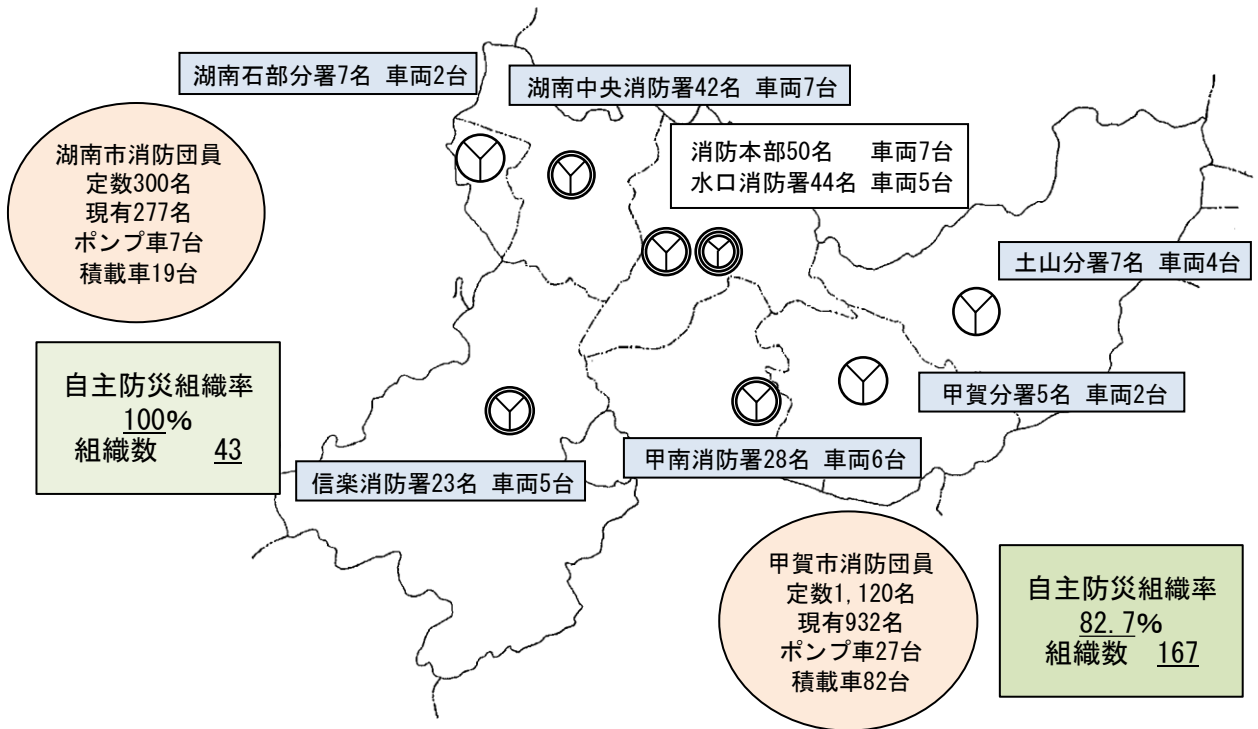 湖南石部分署7名 車両2台
湖南中央消防署42名 車両7台
消防本部50名 車両7台
水口消防署44名 車両5台
湖南市消防団員
定数300名
現有277名
ポンプ車7台
積載車19台
土山分署7名 車両4台
自主防災組織率
100%
組織数 43
甲賀分署5名 車両2台
甲南消防署28名 車両6台
信楽消防署23名 車両5台
甲賀市消防団員
定数1,120名
現有932名
ポンプ車27台
積載車82台
自主防災組織率
82.7%
組織数 167